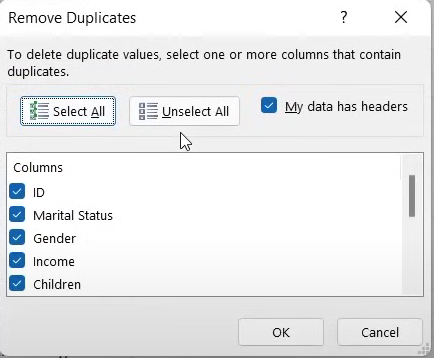 Remove Duplicates ?
To delete duplicate values, select one or more columns that contain
duplicates.
Select All Unselect All My data has headers
Columns
ID
Marital Status
Gender
Income
Children
OK Cancel